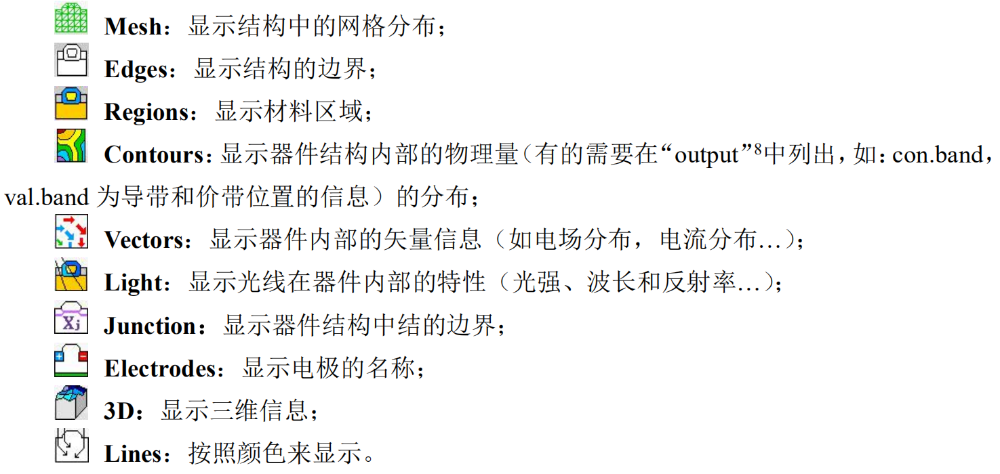 Mesh：显示结构中的网格分布；
Edges：显示结构的边界；
Regions：显示材料区域；
Contours：显示器件结构内部的物理量（有的需要在“output”8中列出，如：con.band，
val.band 为导带和价带位置的信息）的分布；
Vectors：显示器件内部的矢量信息（如电场分布，电流分布…）；
Light：显示光线在器件内部的特性（光强、波长和反射率…）；
Xj Junction：显示器件结构中结的边界；
Electrodes：显示电极的名称；
3D：显示三维信息；
Lines：按照颜色来显示。